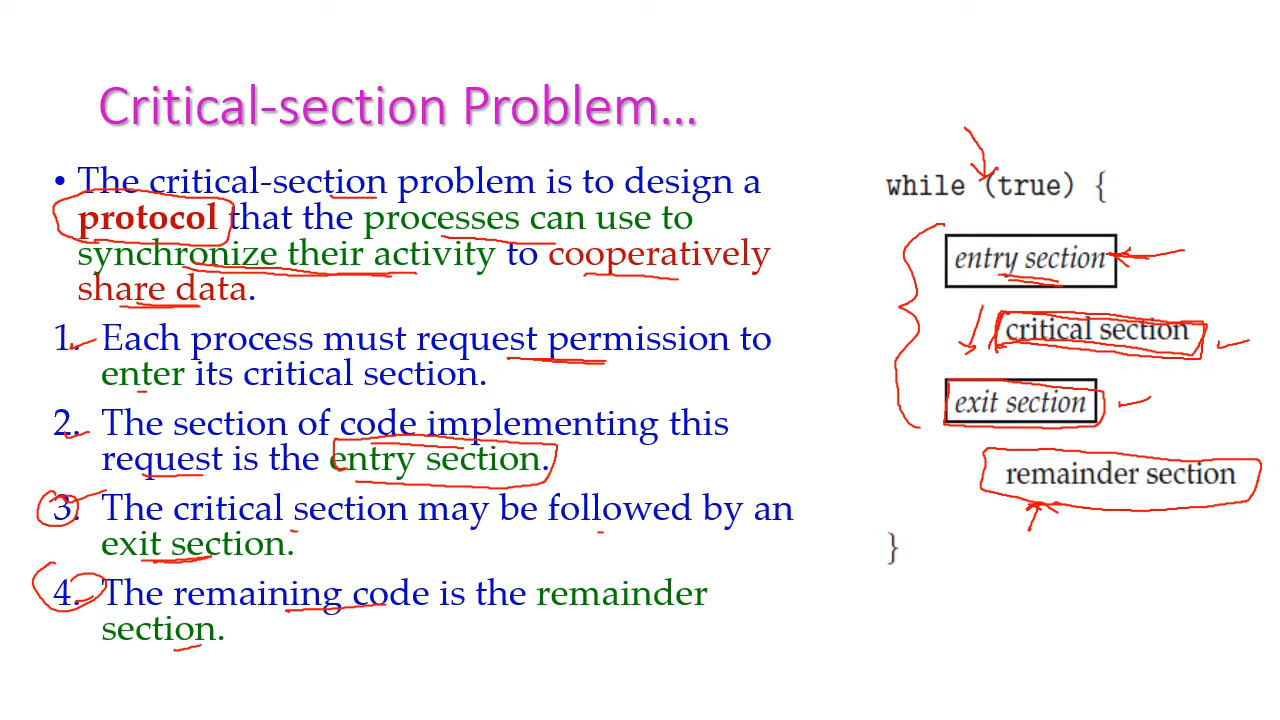 Critical-section Problem...
• The critical-section problem is to design a
protocol that the processes can use to
synchronize their activity to cooperatively
share data.
1. Each process must request permission to
enter its critical section.
2. The section of code implementing this
request is the entry section.
3. The critical section may be followed by an
exit section.
4. The remaining code is the remainder
section.
while (true) {
entry section
critical section
exit section
remainder section
}